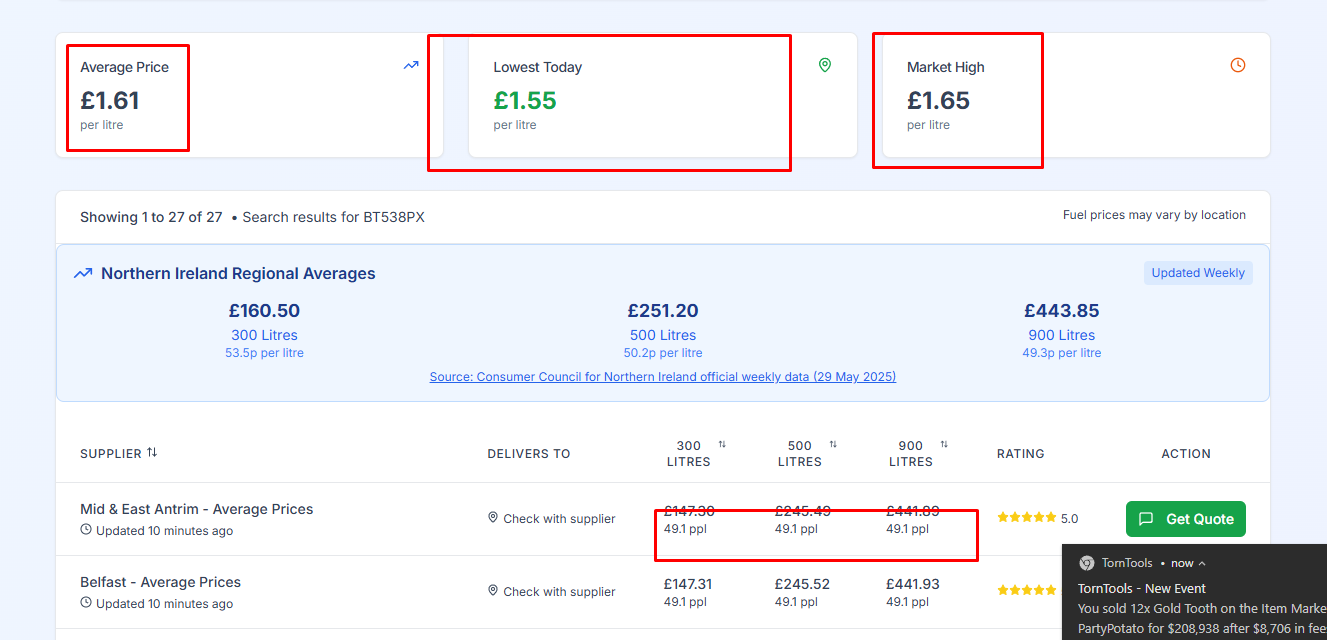 Average Price
£1.61
per litre
Lowest Today
£1.55
per litre
Market High
£1.65
per litre
Showing 1 to 27 of 27 • Search results for BT538PX
Fuel prices may vary by location
Northern Ireland Regional Averages
Updated Weekly
£160.50
300 Litres
53.5p per litre
£251.20
500 Litres
50.2p per litre
£443.85
900 Litres
49.3p per litre
Source: Consumer Council for Northern Ireland official weekly data (29 May 2025)
SUPPLIER
DELIVERS TO
300
LITRES
500
LITRES
900
LITRES
RATING
ACTION
Mid & East Antrim - Average Prices
Updated 10 minutes ago
Check with supplier
£147.30
49.1 ppl
£245.49
49.1 ppl
£441.89
49.1 ppl
5.0
Get Quote
Belfast - Average Prices
Updated 10 minutes ago
Check with supplier
£147.31
49.1 ppl
£245.52
49.1 ppl
£441.93
49.1 ppl
TornTools • now
TornTools - New Event
You sold 12x Gold Tooth on the Item Marke
PartyPotato for $208,938 after $8,706 in fee